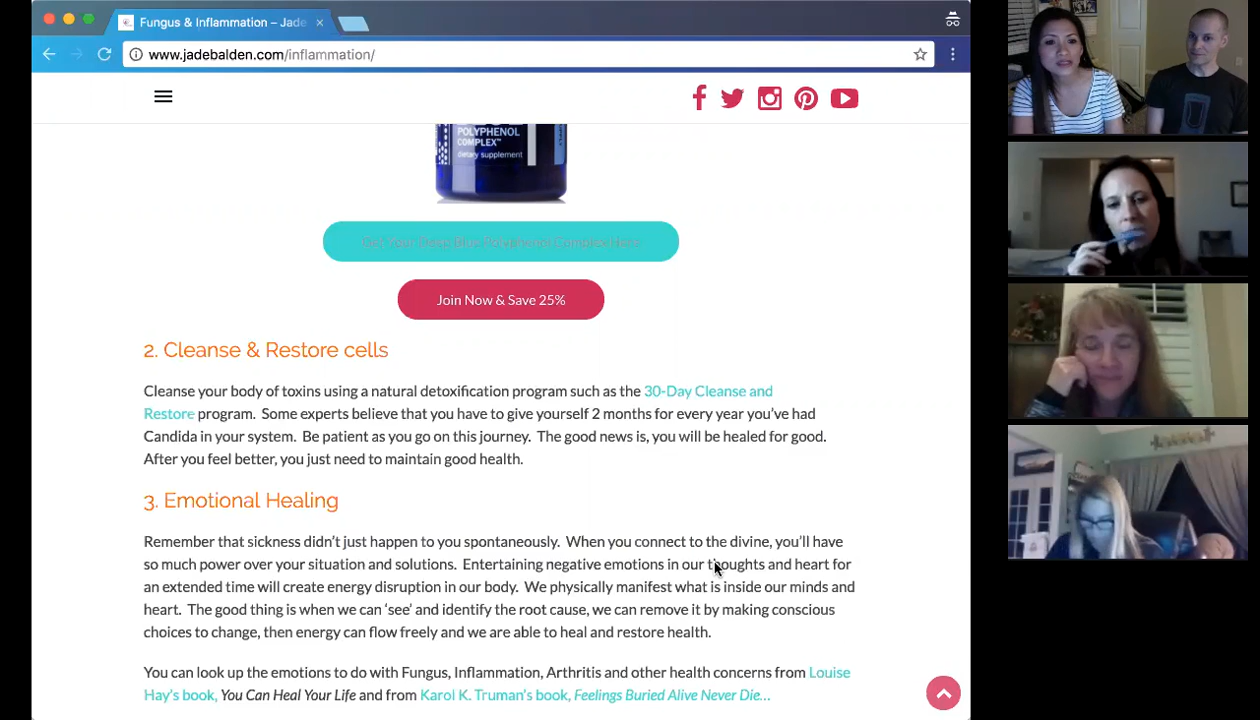 Fungus & Inflammation – Jade
www.jadebalden.com/inflammation/
POLYPHENOL
COMPLEX™
dietary supplement
Get Your Deep Blue Polyphenol Complex Here
Join Now & Save 25%
2. Cleanse & Restore cells
Cleanse your body of toxins using a natural detoxification program such as the 30-Day Cleanse and
Restore program.  Some experts believe that you have to give yourself 2 months for every year you've had
Candida in your system.  Be patient as you go on this journey.  The good news is, you will be healed for good.
After you feel better, you just need to maintain good health.
3. Emotional Healing
Remember that sickness didn't just happen to you spontaneously.  When you connect to the divine, you'll have
so much power over your situation and solutions.  Entertaining negative emotions in our thoughts and heart for
an extended time will create energy disruption in our body.  We physically manifest what is inside our minds and
heart.  The good thing is when we can 'see' and identify the root cause, we can remove it by making conscious
choices to change, then energy can flow freely and we are able to heal and restore health.
You can look up the emotions to do with Fungus, Inflammation, Arthritis and other health concerns from Louise
Hay's book, You Can Heal Your Life and from Karol K. Truman's book, Feelings Buried Alive Never Die...